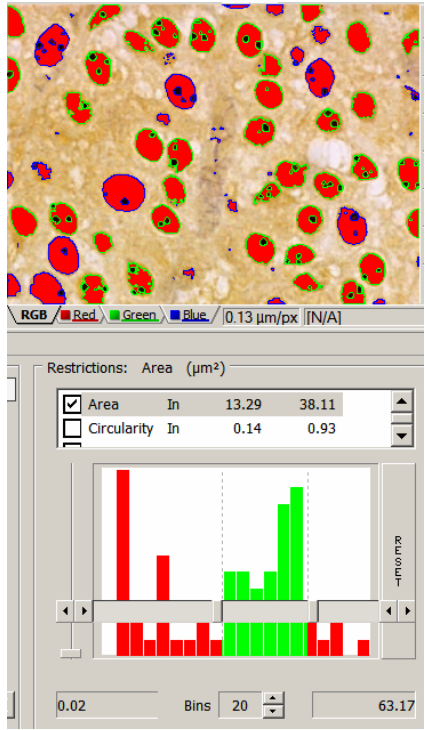 RGB Red Green Blue 0.13 µm/px [N/A]
Restrictions: Area (µm²)
Area In 13.29 38.11
Circularity In 0.14 0.93
RESET
0.02 Bins 20 63.17